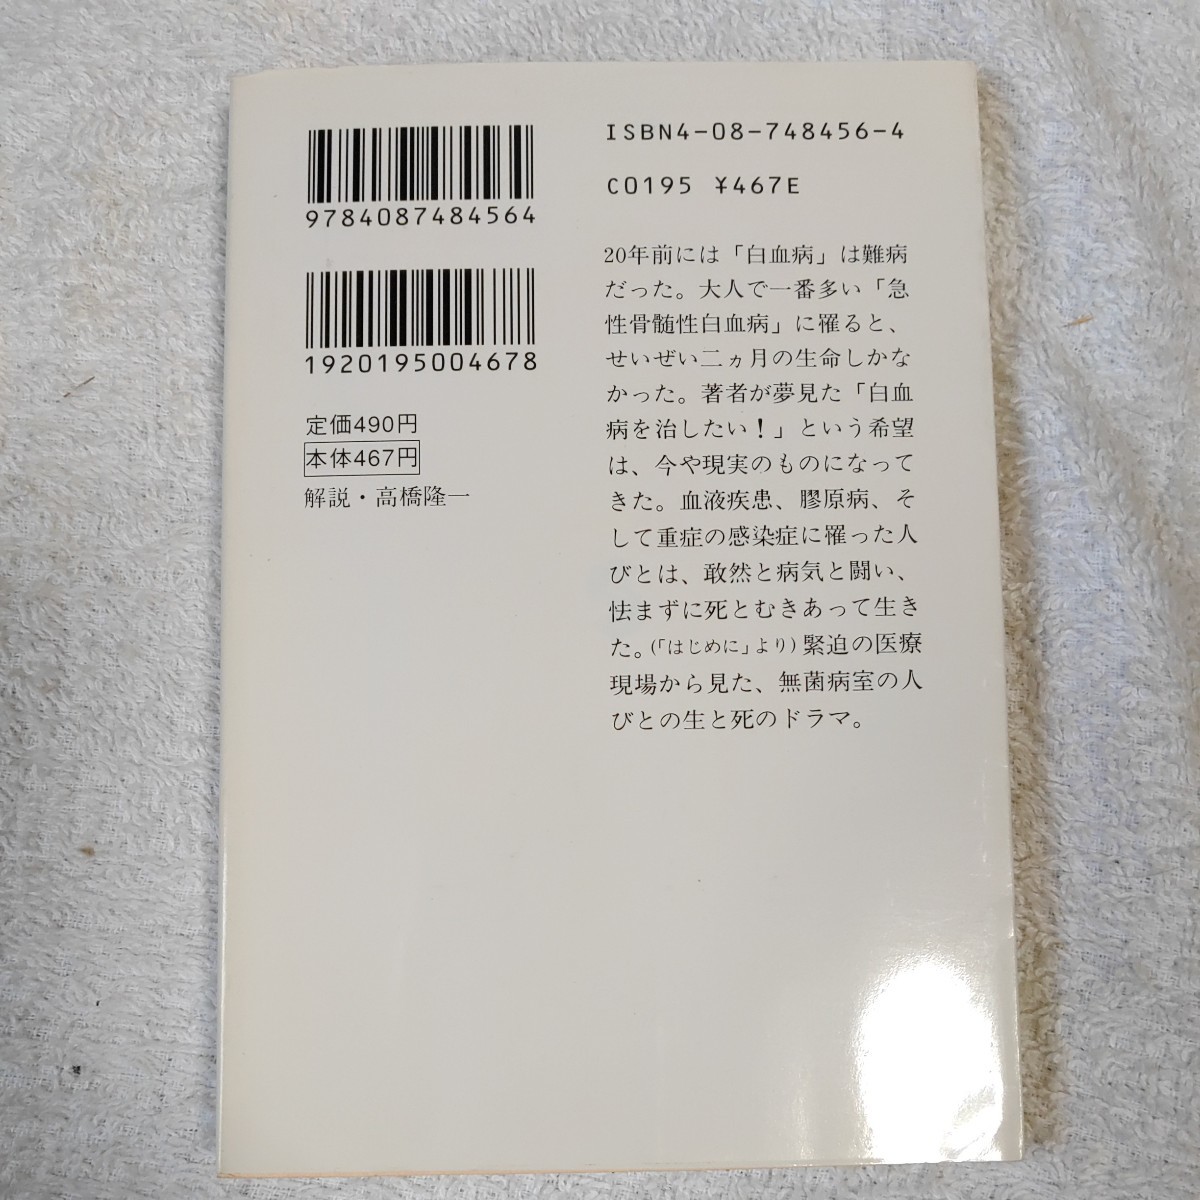 9784087484564
1920195004678
定価490円
本体467円
解説・高橋隆一
ISBN4-08-748456-4
C0195 ¥467E
20年前には「白血病」は難病
だった。大人で一番多い「急
性骨髄性白血病」に罹ると、
せいぜい二ヵ月の生命しかな
かった。著者が夢見た「白血
病を治したい！」という希望
は、今や現実のものになって
きた。血液疾患、膠原病、そ
して重症の感染症に罹った人
びとは、敢然と病気と闘い、
怯まずに死とむきあって生き
た。(「はじめに」より)緊迫の医療
現場から見た、無菌病室の人
びとの生と死のドラマ。